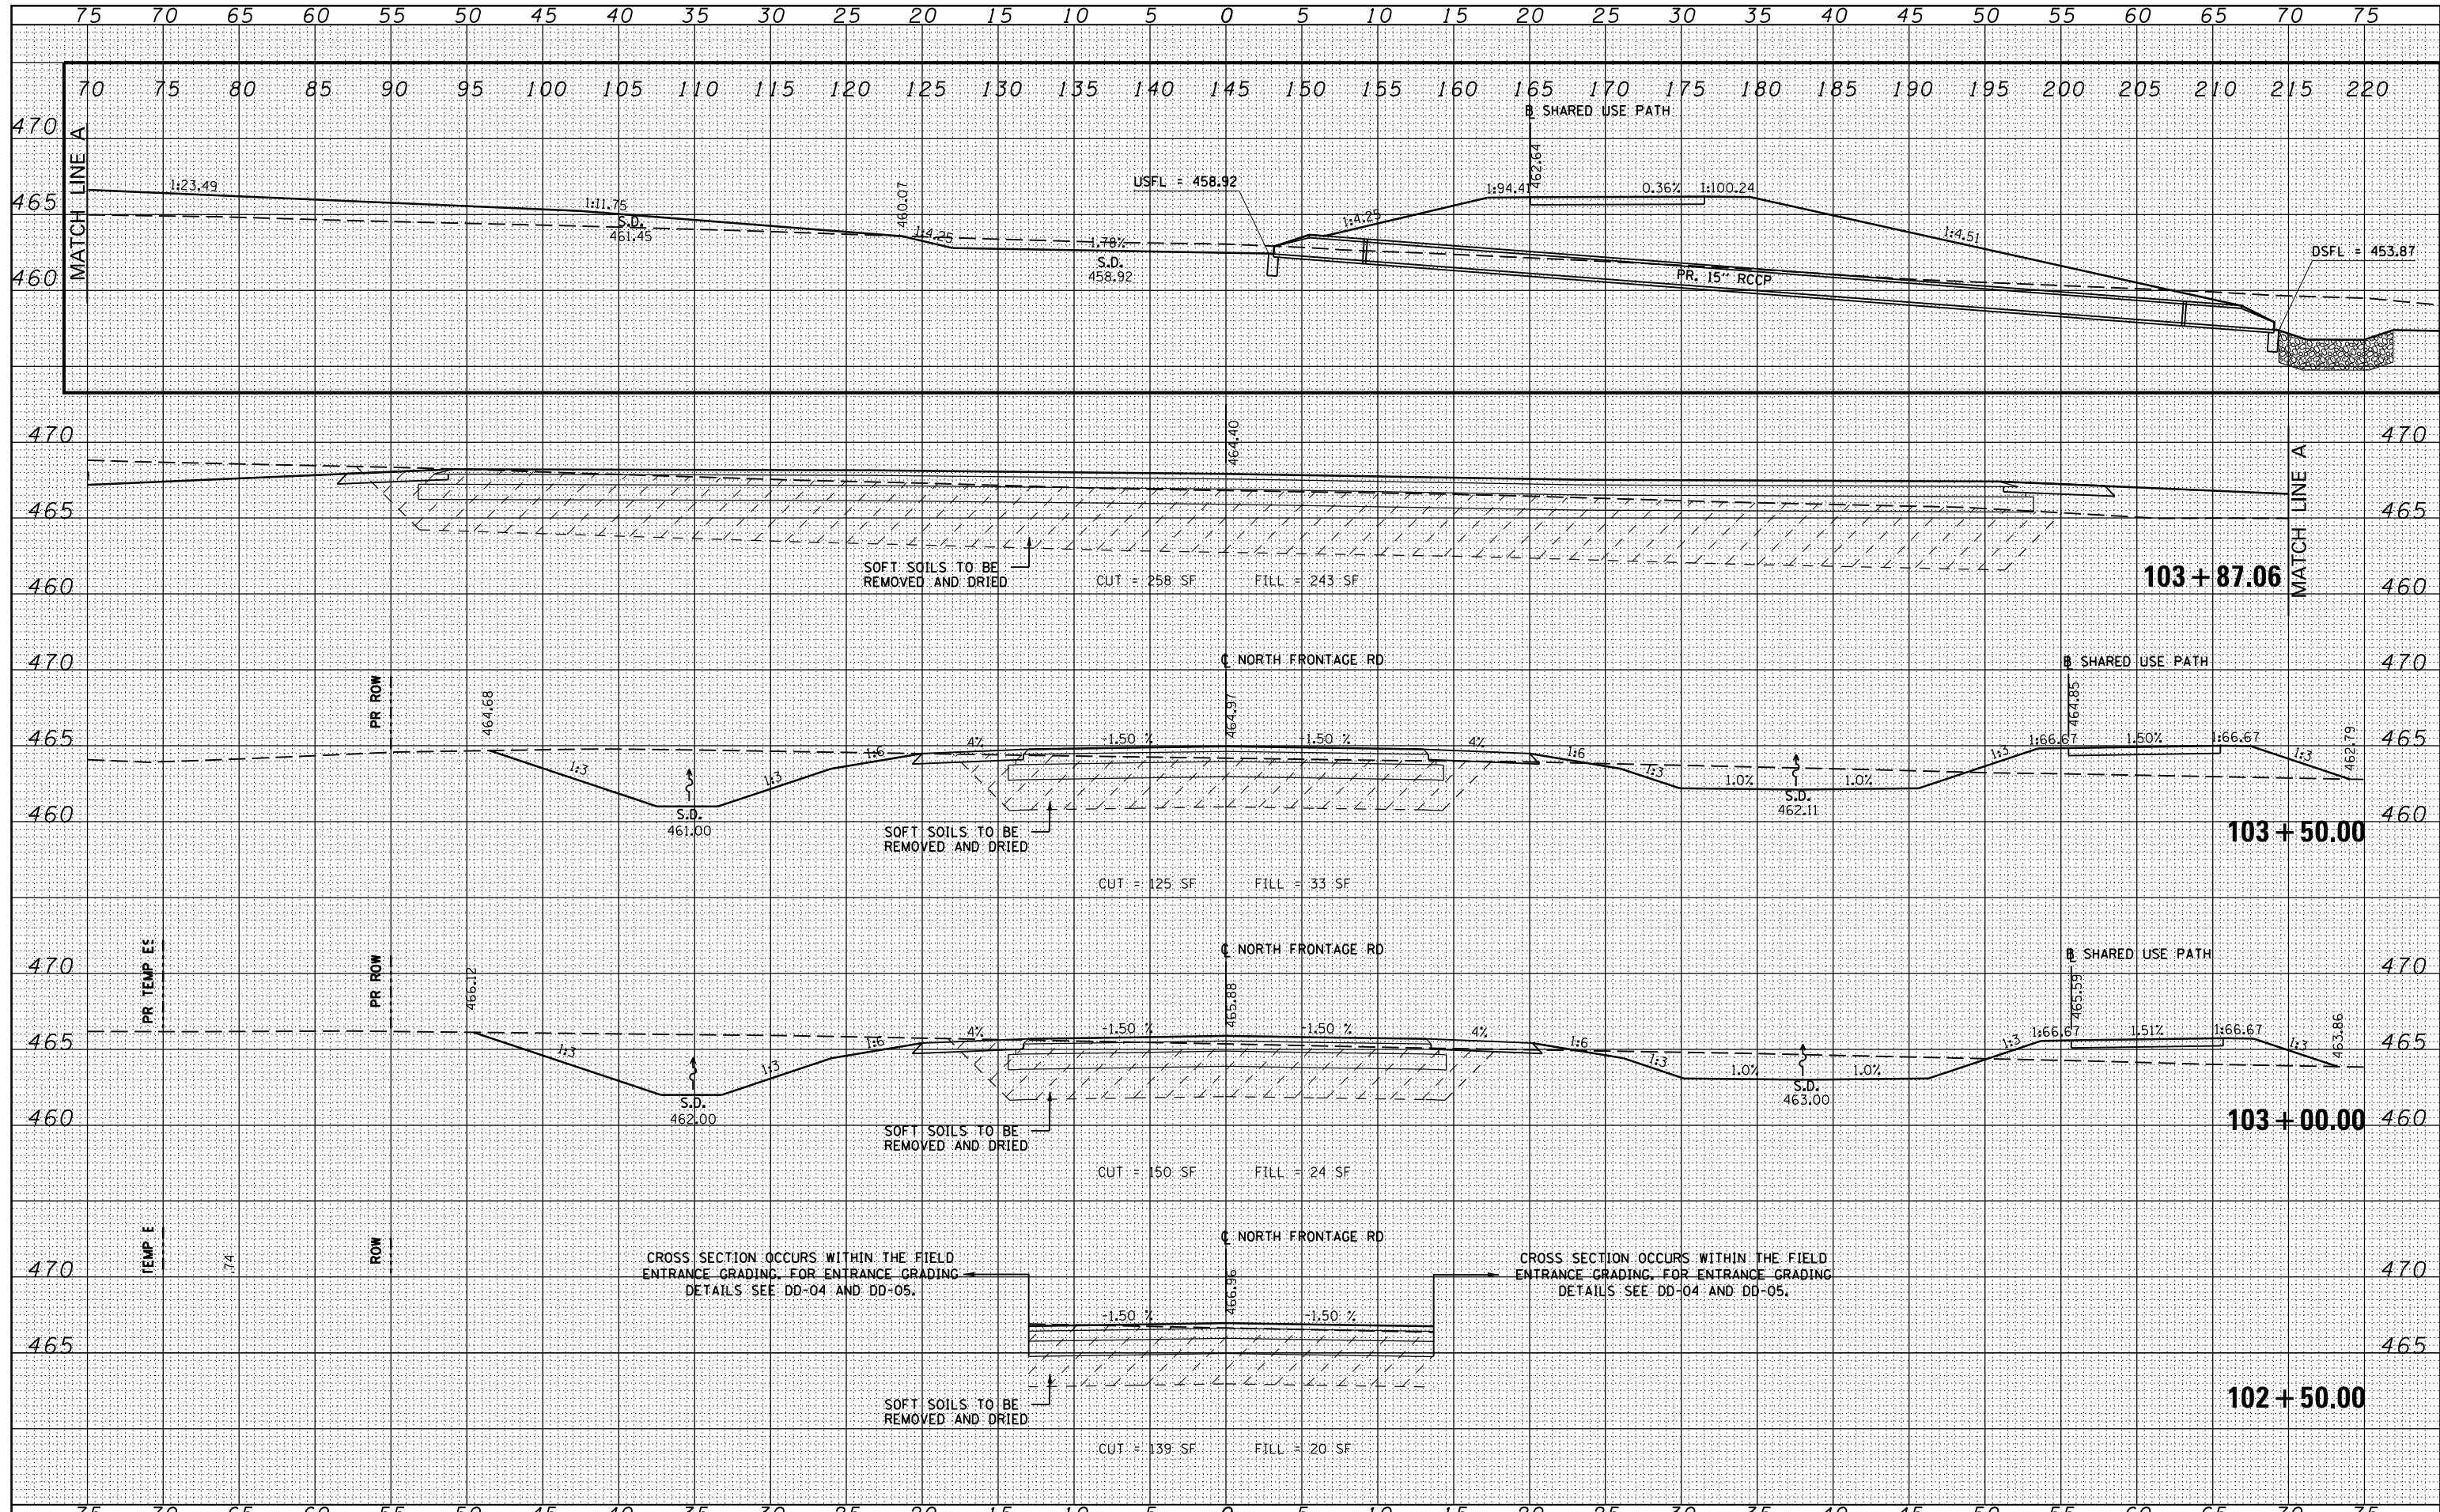 75 70 65 60 55 50 45 40 35 30 25 20 15 10 5 0 5 10 15 20 25 30 35 40 45 50 55 60 65 70 75
70 75 80 85 90 95 100 105 110 115 120 125 130 135 140 145 150 155 160 165 170 175 180 185 190 195 200 205 210 215 220
B SHARED USE PATH
470
MATCH LINE A
462.64
USFL = 458.92
1:23.49
460.07
1:94.41
0.36%
1:100.24
465
1:11.75
S.D.
461.45
1:4.25
1.78%
S.D.
458.92
1:4.25
1:4.51
DSFL = 453.87
460
PR. 15" RCCP
470
464.40
470
465
465
MATCH LINE A
SOFT SOILS TO BE
REMOVED AND DRIED
CUT = 258 SF
FILL = 243 SF
103+87.06
460
460
470
℄ NORTH FRONTAGE RD
B SHARED USE PATH
470
PR ROW
464.68
464.97
464.85
462.79
465
1:3
1:3
1:6
4%
-1.50 %
-1.50 %
4%
1:6
1:3
1.0%
1.0%
1:3
1:66.67
1.50%
1:66.67
1:3
465
S.D.
461.00
S.D.
462.11
460
460
SOFT SOILS TO BE
REMOVED AND DRIED
103+50.00
CUT = 125 SF
FILL = 33 SF
℄ NORTH FRONTAGE RD
B SHARED USE PATH
PR TEMP ES
PR ROW
470
466.12
465.88
465.59
463.86
470
465
1:3
1:3
1:6
4%
-1.50 %
-1.50 %
4%
1:6
1:3
1.0%
1.0%
1:3
1:66.67
1.51%
1:66.67
1:3
465
S.D.
462.00
S.D.
463.00
460
103+00.00
460
SOFT SOILS TO BE
REMOVED AND DRIED
CUT = 150 SF
FILL = 24 SF
℄ NORTH FRONTAGE RD
TEMP E
.74
ROW
CROSS SECTION OCCURS WITHIN THE FIELD
ENTRANCE GRADING. FOR ENTRANCE GRADING
DETAILS SEE DD-04 AND DD-05.
466.96
CROSS SECTION OCCURS WITHIN THE FIELD
ENTRANCE GRADING. FOR ENTRANCE GRADING
DETAILS SEE DD-04 AND DD-05.
470
470
-1.50 %
-1.50 %
465
465
SOFT SOILS TO BE
REMOVED AND DRIED
102+50.00
CUT = 139 SF
FILL = 20 SF
75 70 65 60 55 50 45 40 35 30 25 20 15 10 5 0 5 10 15 20 25 30 35 40 45 50 55 60 65 70 75